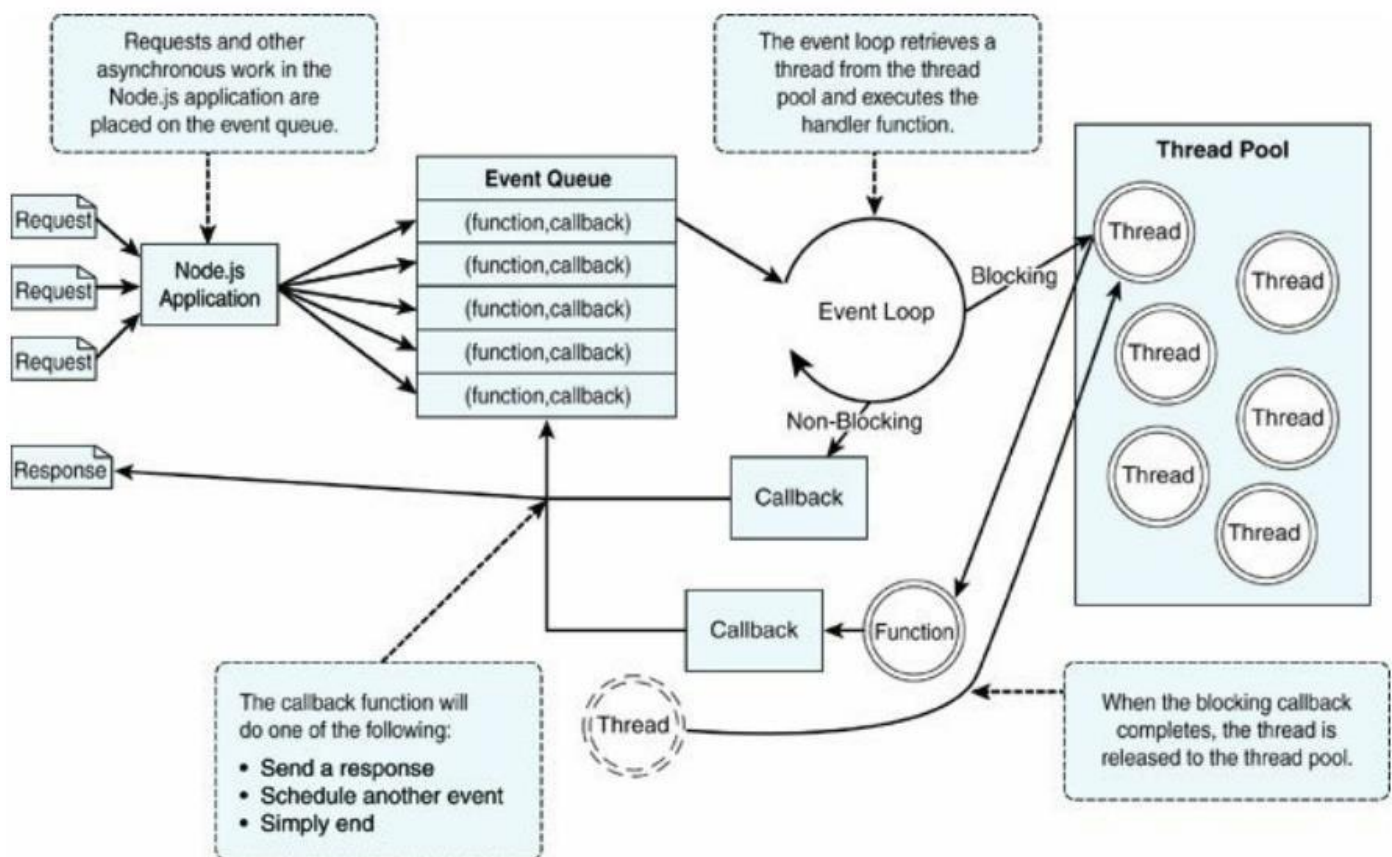 Requests and other
asynchronous work in the
Node.js application are
placed on the event queue.
The event loop retrieves a
thread from the thread
pool and executes the
handler function.
Thread Pool
Event Queue
(function,callback)
(function,callback)
(function,callback)
(function,callback)
(function,callback)
Request
Request
Request
Node.js
Application
Event Loop
Blocking
Non-Blocking
Thread
Thread
Thread
Thread
Thread
Thread
Response
Callback
Callback
Function
Thread
The callback function will
do one of the following:
• Send a response
• Schedule another event
• Simply end
When the blocking callback
completes, the thread is
released to the thread pool.